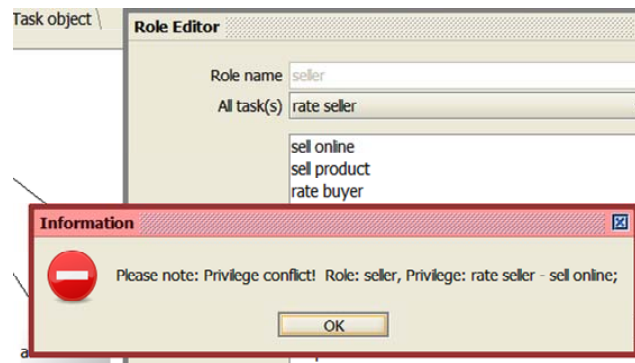 Task object
Role Editor
Role name seller
All task(s) rate seller
sell online
sell product
rate buyer
Information
Please note: Privilege conflict! Role: seller, Privilege: rate seller - sell online;
OK